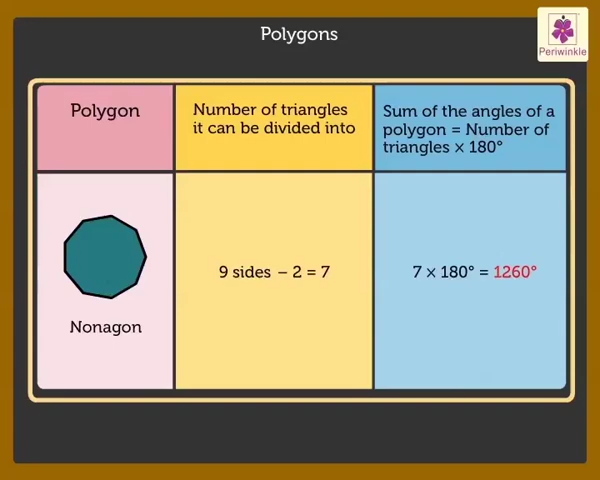 Polygons
Periwinkle
Polygon
Number of triangles
it can be divided into
Sum of the angles of a
polygon = Number of
triangles × 180°
Nonagon
9 sides – 2 = 7
7 × 180° = 1260°